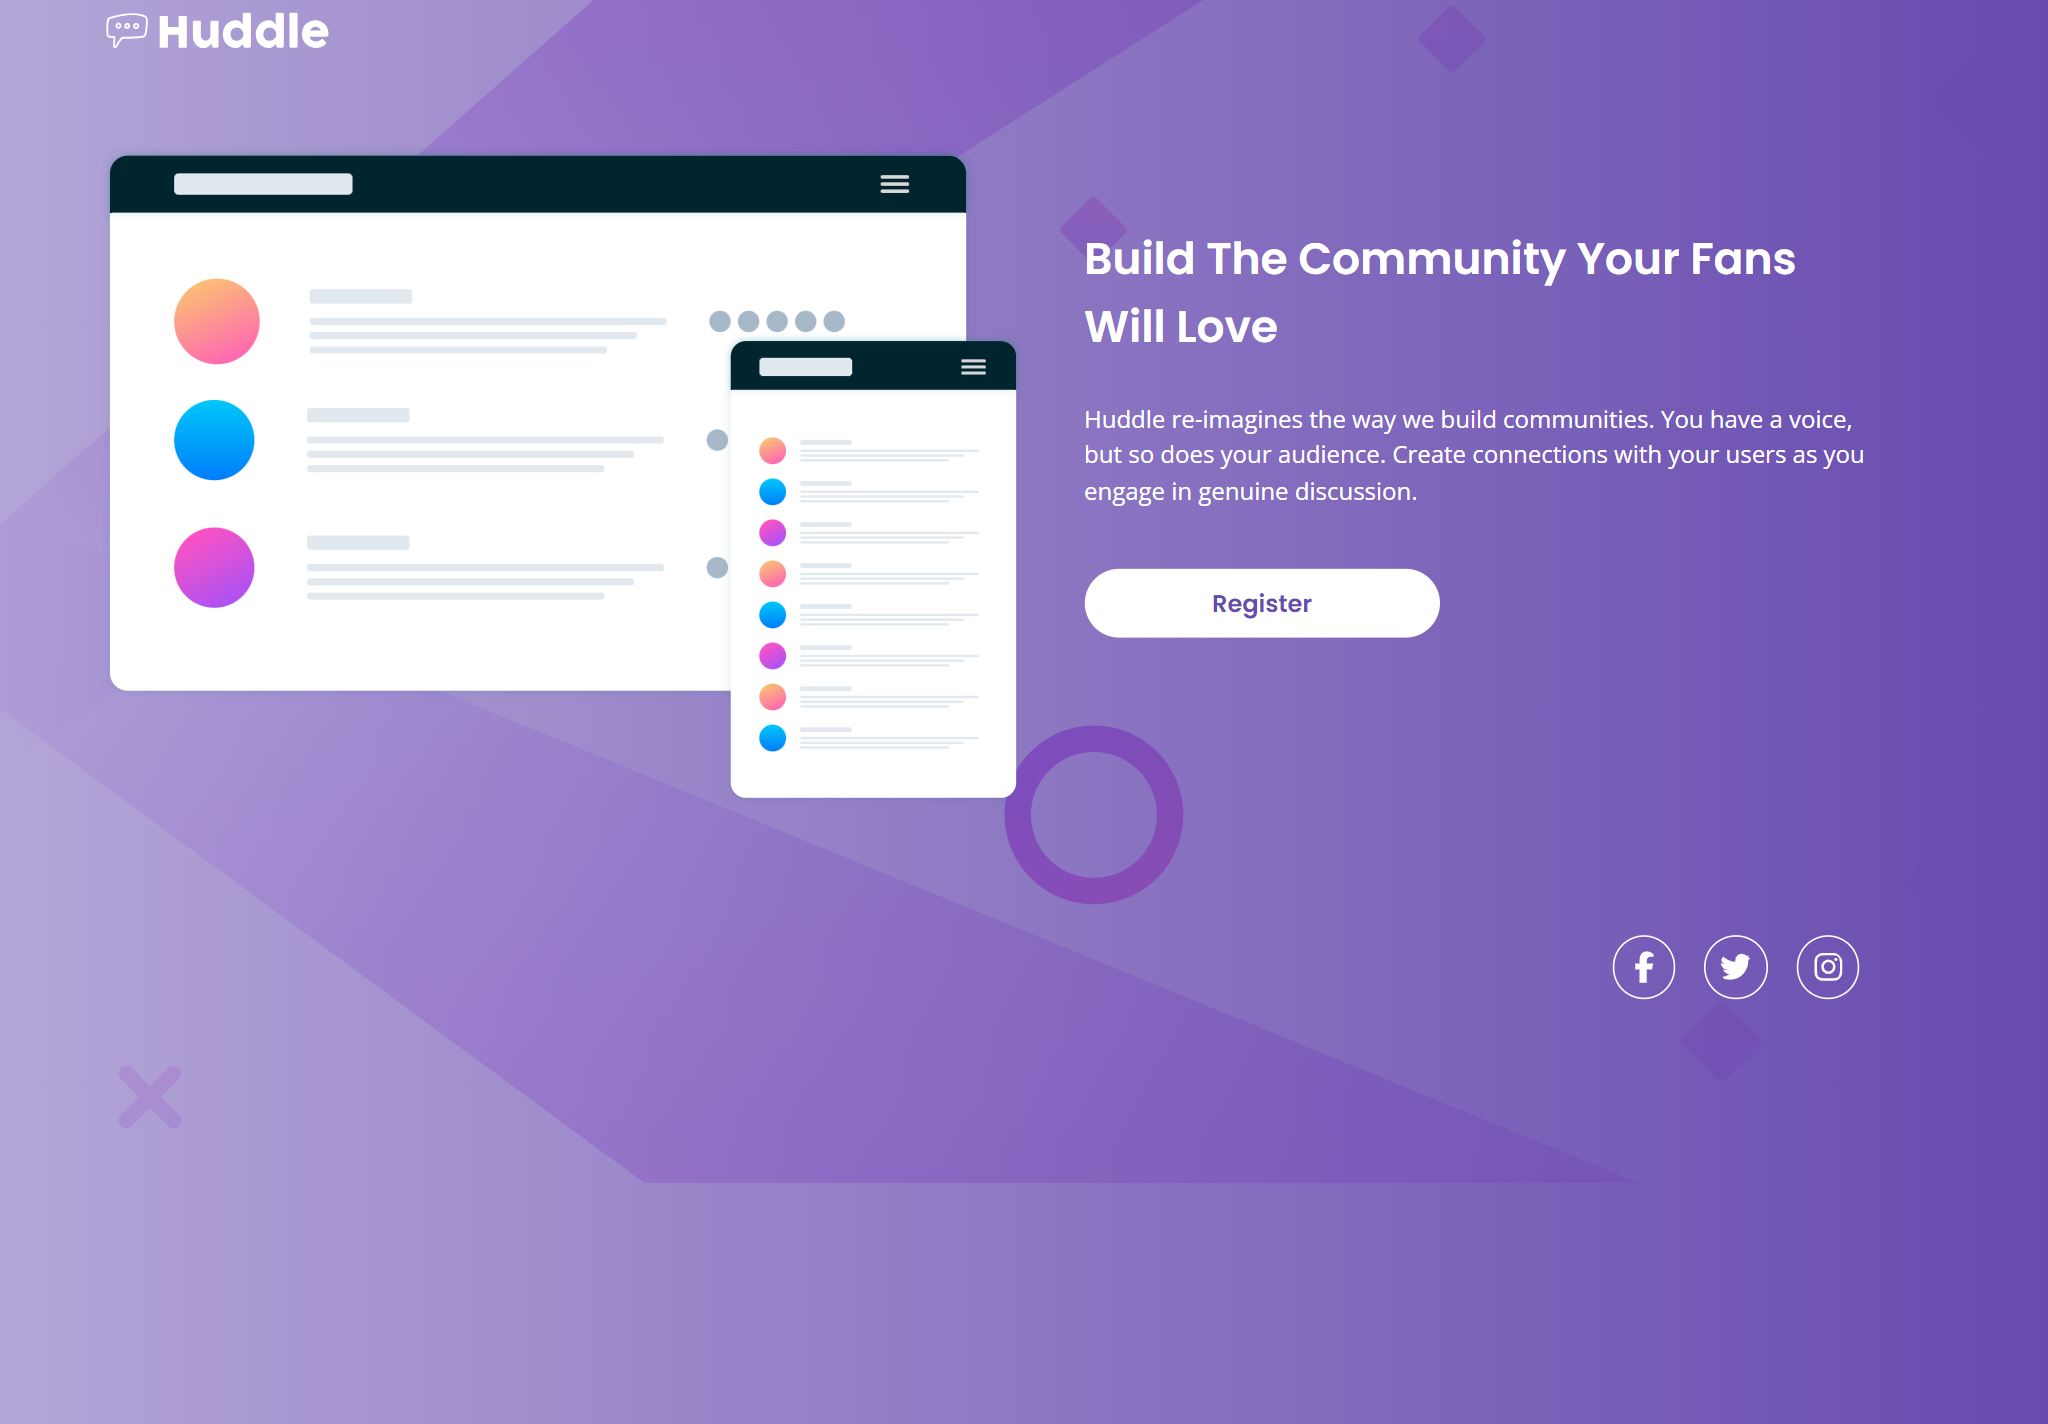 Huddle
Build The Community Your Fans
Will Love
Huddle re-imagines the way we build communities. You have a voice,
but so does your audience. Create connections with your users as you
engage in genuine discussion.
Register